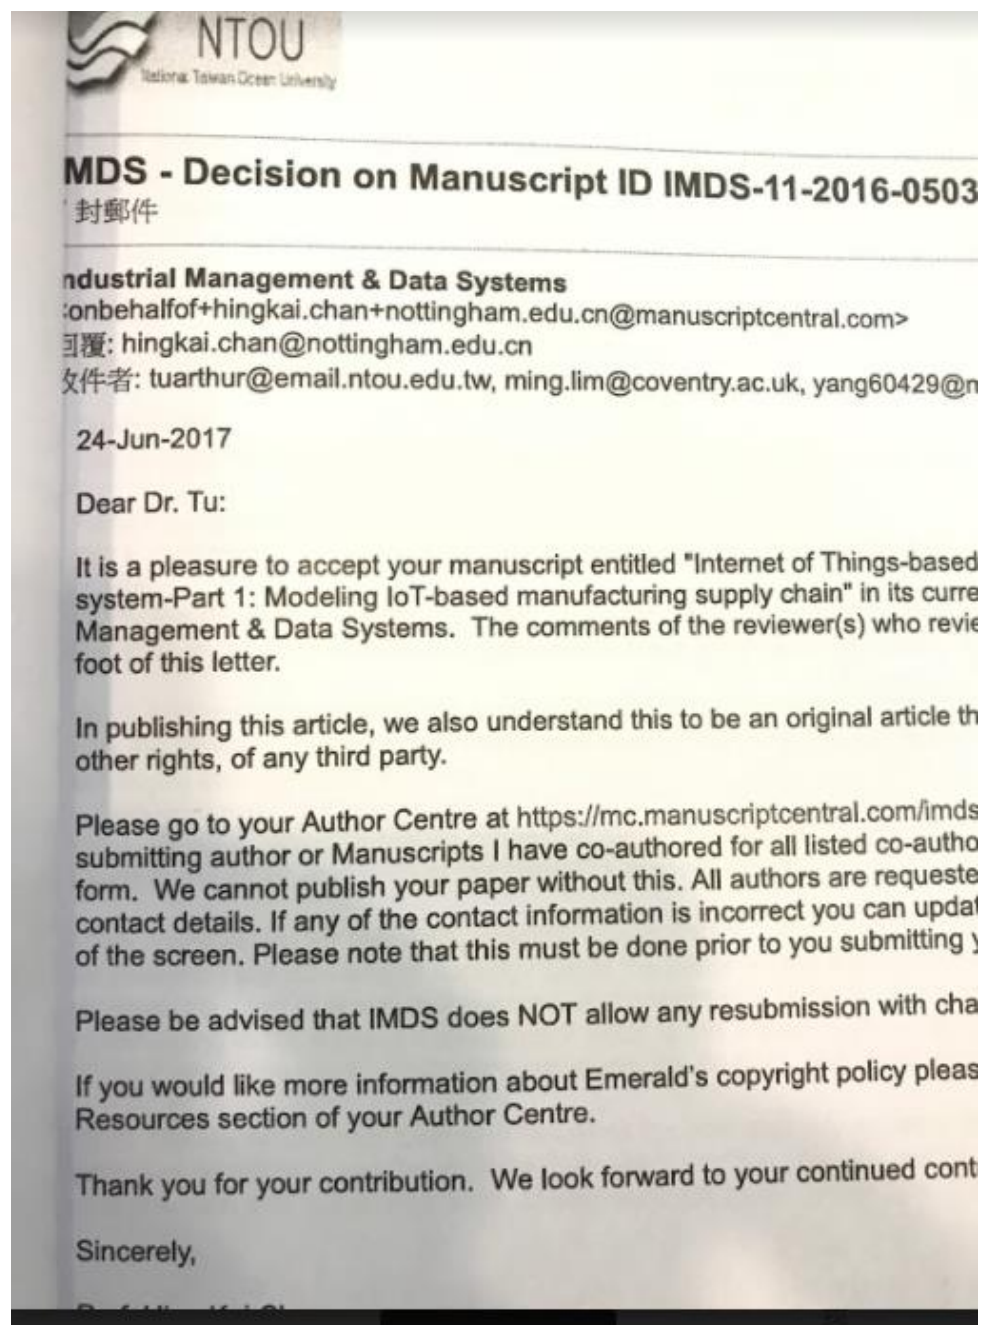 NTOU
National Taiwan Ocean University
MDS - Decision on Manuscript ID IMDS-11-2016-0503
封郵件
ndustrial Management & Data Systems
onbehalfof+hingkai.chan+nottingham.edu.cn@manuscriptcentral.com>
回覆: hingkai.chan@nottingham.edu.cn
收件者: tuarthur@email.ntou.edu.tw, ming.lim@coventry.ac.uk, yang60429@
24-Jun-2017
Dear Dr. Tu:
It is a pleasure to accept your manuscript entitled "Internet of Things-based
system-Part 1: Modeling IoT-based manufacturing supply chain" in its curre
Management & Data Systems. The comments of the reviewer(s) who revie
foot of this letter.
In publishing this article, we also understand this to be an original article th
other rights, of any third party.
Please go to your Author Centre at https://mc.manuscriptcentral.com/imds
submitting author or Manuscripts I have co-authored for all listed co-autho
form. We cannot publish your paper without this. All authors are requeste
contact details. If any of the contact information is incorrect you can updat
of the screen. Please note that this must be done prior to you submitting y
Please be advised that IMDS does NOT allow any resubmission with cha
If you would like more information about Emerald's copyright policy pleas
Resources section of your Author Centre.
Thank you for your contribution. We look forward to your continued cont
Sincerely,